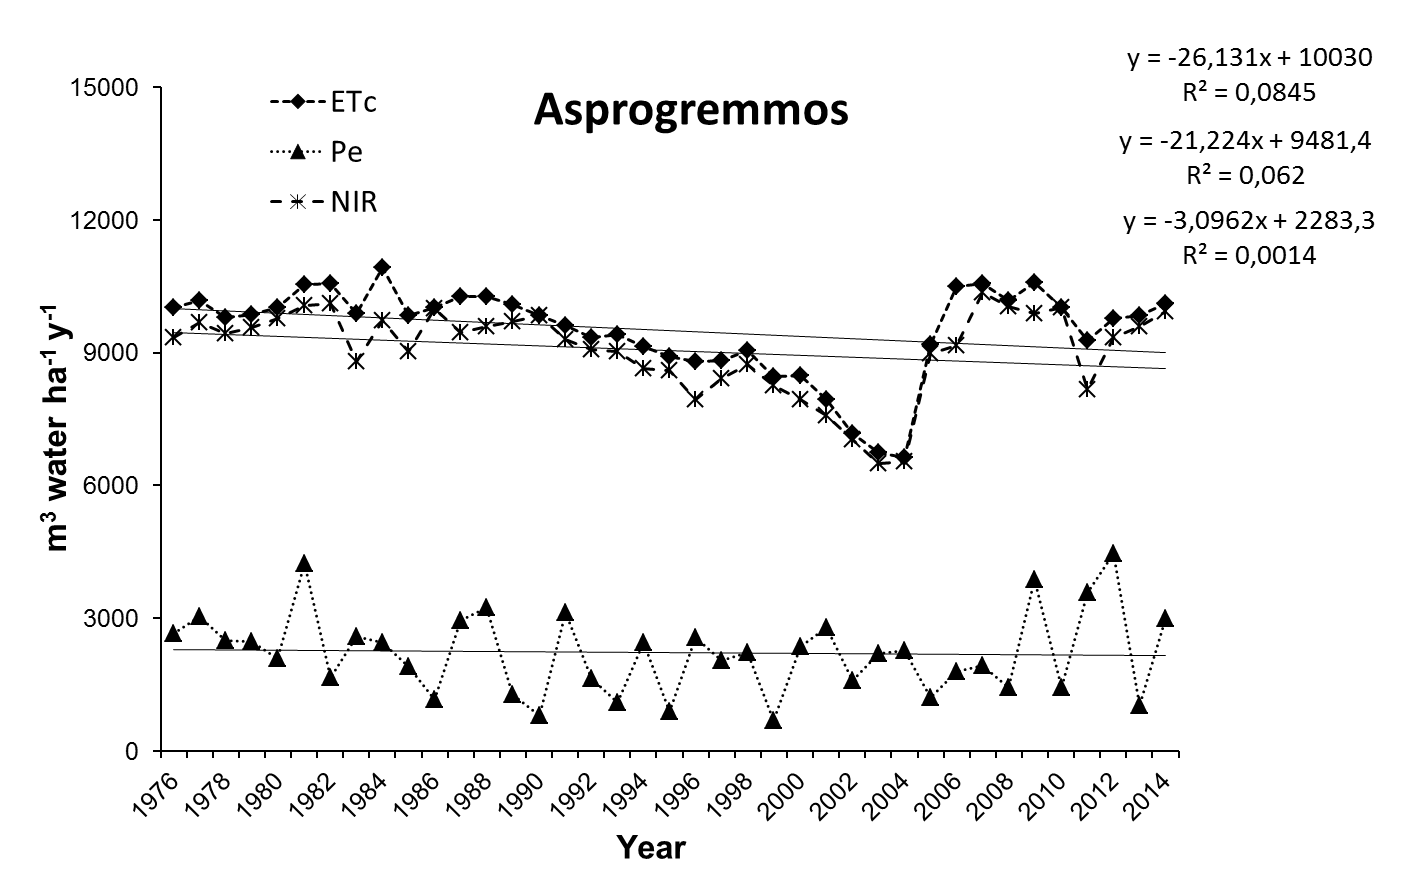 y = -26,131x + 10030
R² = 0,0845
y = -21,224x + 9481,4
R² = 0,062
y = -3,0962x + 2283,3
R² = 0,0014
Asprogremmos
ETc
Pe
NIR
15000
12000
9000
6000
3000
0
m³ water ha⁻¹ y⁻¹
1976
1978
1980
1982
1984
1986
1988
1990
1992
1994
1996
1998
2000
2002
2004
2006
2008
2010
2012
2014
Year